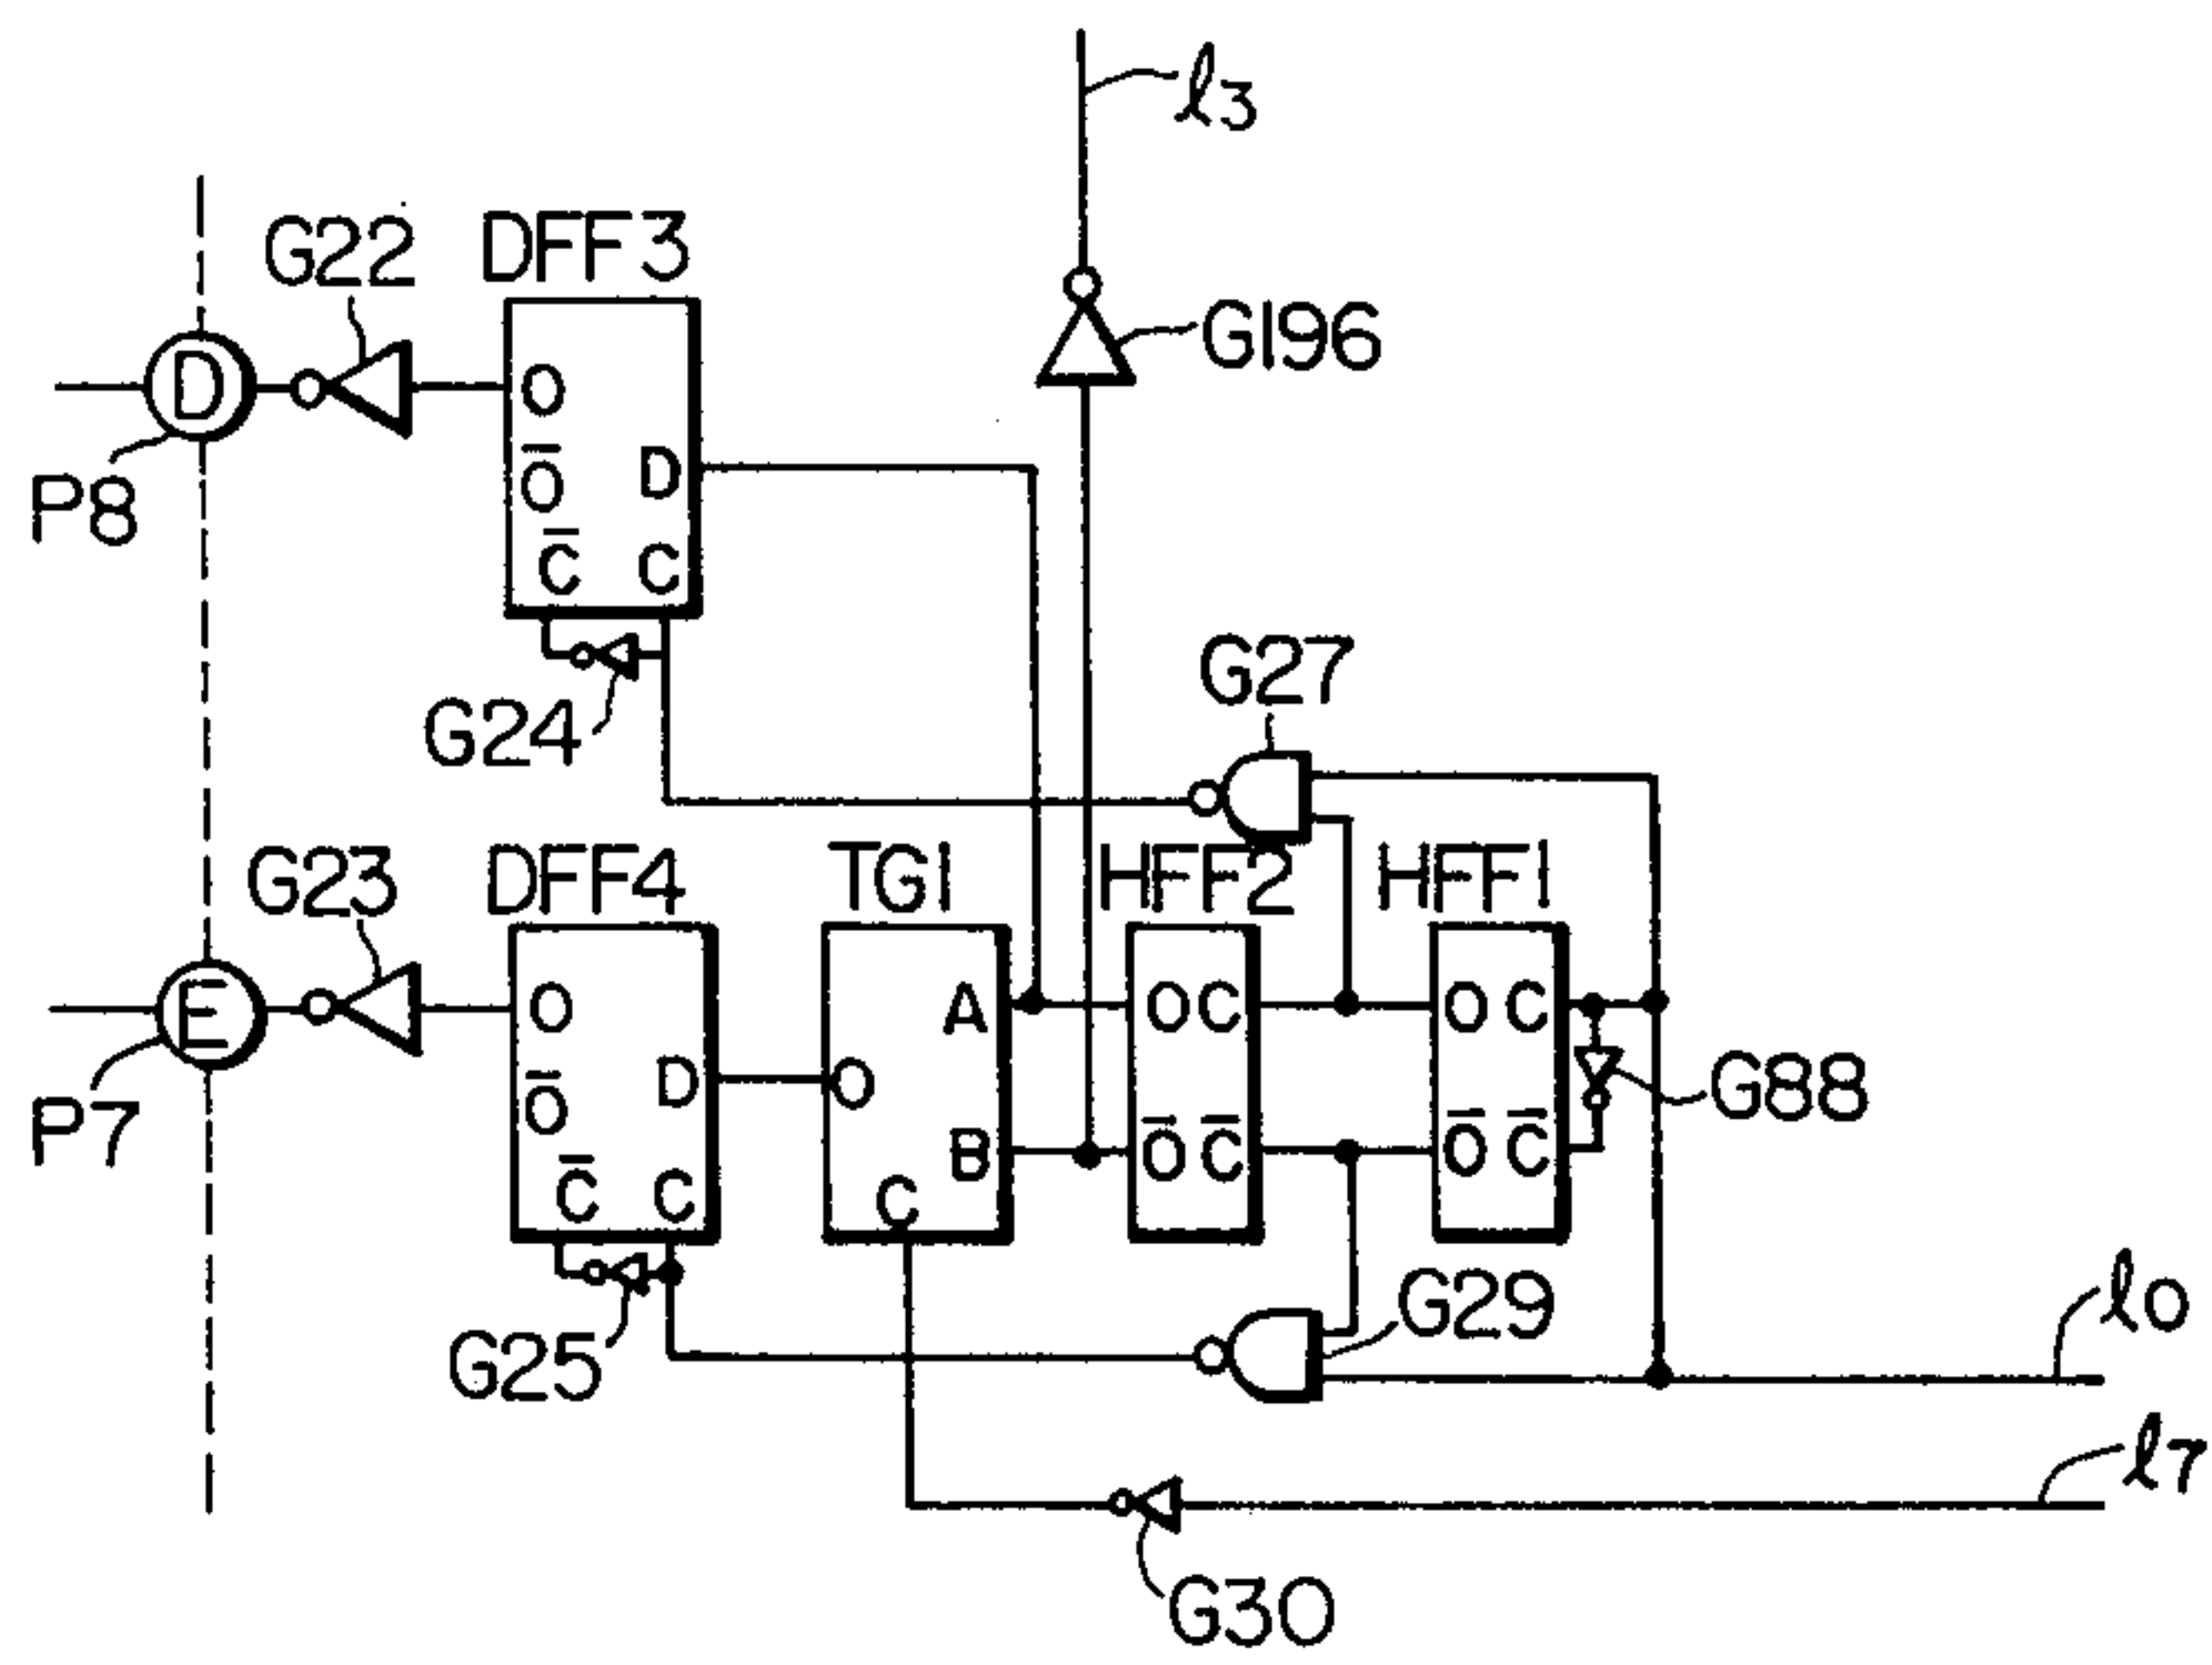 l3
G22 DFF3
D
O
G196
Ō D
P8
C̄ C
G27
G24
G23 DFF4 TG1 HFF2 HFF1
E
O
A
O C
O C
O D
G88
P7
Ō
B
Ō C̄
Ō C̄
C̄ C
C
G29
l0
G25
l7
G30